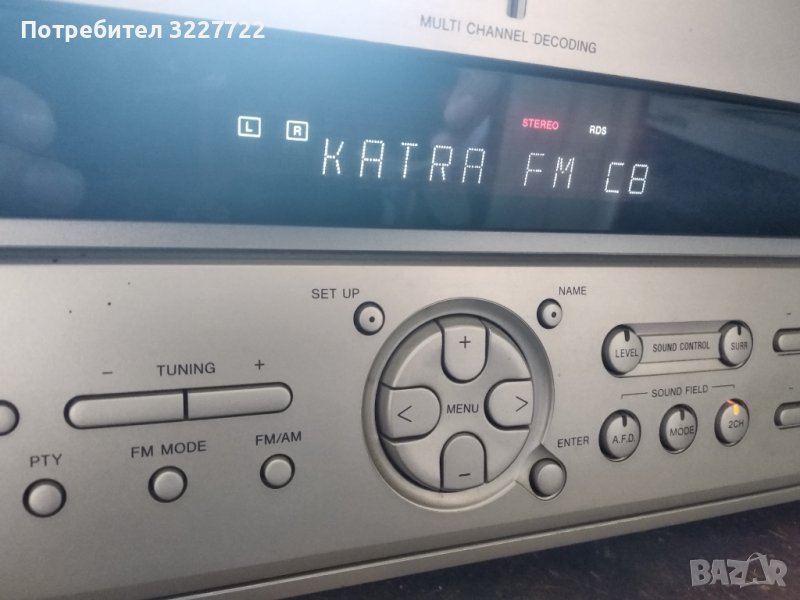 Потребител 3227722
MULTI CHANNEL DECODING
L R STEREO RDS
KATRA FM C8
SET UP
NAME
– TUNING +
LEVEL SOUND CONTROL SURR
SOUND FIELD
+
< MENU >
–
PTY
FM MODE
FM/AM
ENTER
A.F.D. MODE 2CH
BAZAR